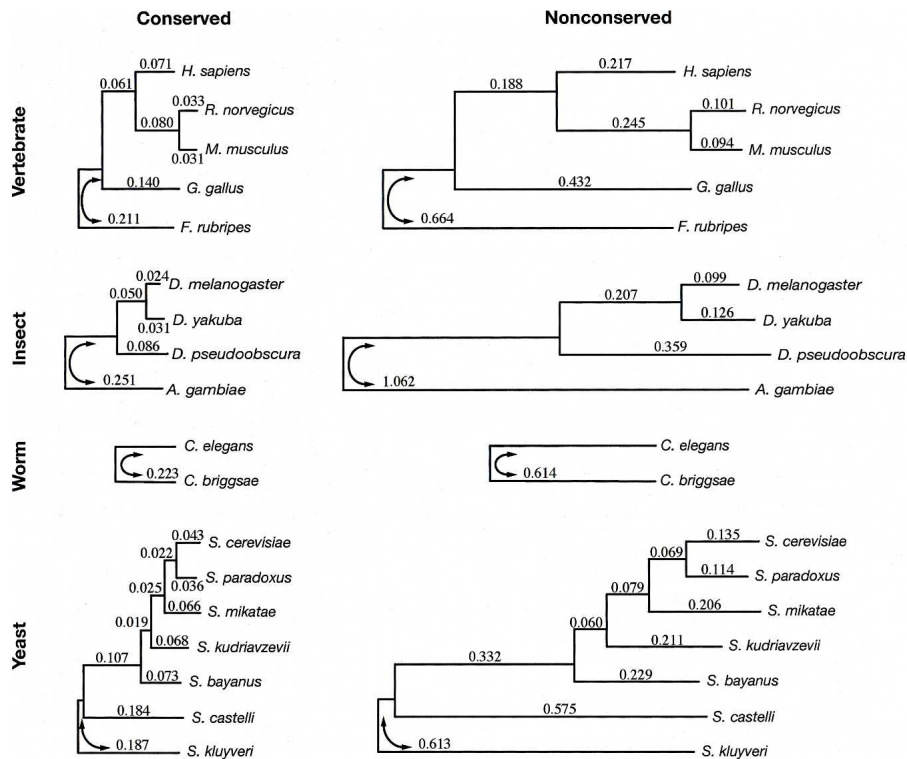 Conserved Nonconserved
Vertebrate
0.071 H. sapiens
0.061
0.033 R. norvegicus
0.080
0.031 M. musculus
0.140 G. gallus
0.211 F. rubripes
0.217 H. sapiens
0.188
0.101 R. norvegicus
0.245
0.094 M. musculus
0.432 G. gallus
0.664 F. rubripes
Insect
0.024 D. melanogaster
0.050
0.031 D. yakuba
0.086 D. pseudoobscura
0.251 A. gambiae
0.099 D. melanogaster
0.207
0.126 D. yakuba
0.359 D. pseudoobscura
1.062 A. gambiae
Worm
C. elegans
0.223 C. briggsae
C. elegans
0.614 C. briggsae
Yeast
0.043 S. cerevisiae
0.022
0.036 S. paradoxus
0.025
0.066 S. mikatae
0.019
0.068 S. kudriavzevii
0.107
0.073 S. bayanus
0.184 S. castelli
0.187 S. kluyveri
0.135 S. cerevisiae
0.069
0.114 S. paradoxus
0.079
0.206 S. mikatae
0.060
0.211 S. kudriavzevii
0.332
0.229 S. bayanus
0.575 S. castelli
0.613 S. kluyveri